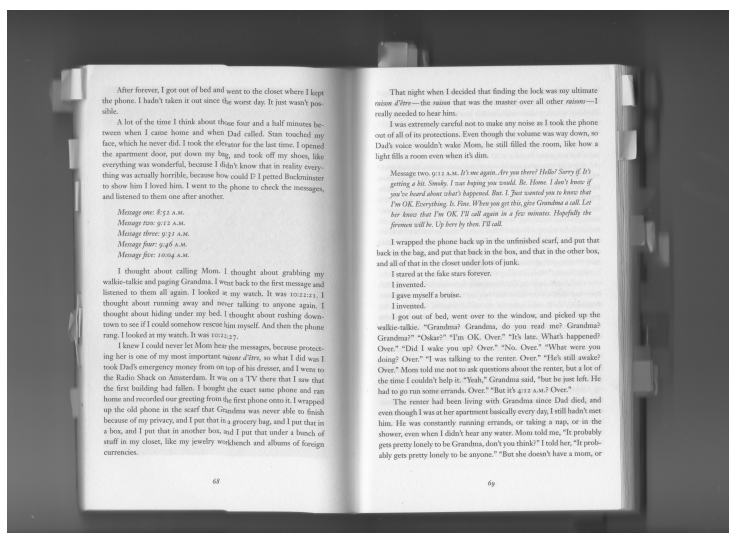 After forever, I got out of bed and went to the closet where I kept
the phone. I hadn't taken it out since the worst day. It just wasn't pos-
sible.
A lot of the time I think about those four and a half minutes be-
tween when I came home and when Dad called. Stan touched my
face, which he never did. I took the elevator for the last time. I opened
the apartment door, put down my bag, and took off my shoes, like
everything was wonderful, because I didn't know that in reality every-
thing was actually horrible, because how could I? I petted Buckminster
to show him I loved him. I went to the phone to check the messages,
and listened to them one after another.
Message one: 8:52 A.M.
Message two: 9:12 A.M.
Message three: 9:31 A.M.
Message four: 9:46 A.M.
Message five: 10:04 A.M.
I thought about calling Mom. I thought about grabbing my
walkie-talkie and paging Grandma. I went back to the first message and
listened to them all again. I looked at my watch. It was 10:22:21. I
thought about running away and never talking to anyone again. I
thought about hiding under my bed. I thought about rushing down-
town to see if I could somehow rescue him myself. And then the phone
rang. I looked at my watch. It was 10:22:27.
I knew I could never let Mom hear the messages, because protect-
ing her is one of my most important raisons d'être, so what I did was I
took Dad's emergency money from on top of his dresser, and I went to
the Radio Shack on Amsterdam. It was on a TV there that I saw that
the first building had fallen. I bought the exact same phone and ran
home and recorded our greeting from the first phone onto it. I wrapped
up the old phone in the scarf that Grandma was never able to finish
because of my privacy, and I put that in a grocery bag, and I put that in
a box, and I put that in another box, and I put that under a bunch of
stuff in my closet, like my jewelry workbench and albums of foreign
currencies.
68
That night when I decided that finding the lock was my ultimate
raison d'être—the raison that was the master over all other raisons—I
really needed to hear him.
I was extremely careful not to make any noise as I took the phone
out of all of its protections. Even though the volume was way down, so
Dad's voice wouldn't wake Mom, he still filled the room, like how a
light fills a room even when it's dim.
Message two. 9:12 A.M. It's me again. Are you there? Hello? Sorry if. It's
getting a bit. Smoky. I was hoping you would. Be. Home. I don't know if
you've heard about what's happened. But. I. Just wanted you to know that
I'm OK. Everything. Is. Fine. When you get this, give Grandma a call. Let
her know that I'm OK. I'll call again in a few minutes. Hopefully the
firemen will be. Up here by then. I'll call.
I wrapped the phone back up in the unfinished scarf, and put that
back in the bag, and put that back in the box, and that in the other box,
and all of that in the closet under lots of junk.
I stared at the fake stars forever.
I invented.
I gave myself a bruise.
I invented.
I got out of bed, went over to the window, and picked up the
walkie-talkie. "Grandma? Grandma, do you read me? Grandma?
Grandma?" "Oskar?" "I'm OK. Over." "It's late. What's happened?
Over." "Did I wake you up? Over." "No. Over." "What were you
doing? Over." "I was talking to the renter. Over." "He's still awake?
Over." Mom told me not to ask questions about the renter, but a lot of
the time I couldn't help it. "Yeah," Grandma said, "but he just left. He
had to go run some errands. Over." "But it's 4:12 A.M.? Over."
The renter had been living with Grandma since Dad died, and
even though I was at her apartment basically every day, I still hadn't met
him. He was constantly running errands, or taking a nap, or in the
shower, even when I didn't hear any water. Mom told me, "It probably
gets pretty lonely to be Grandma, don't you think?" I told her, "It prob-
ably gets pretty lonely to be anyone." "But she doesn't have a mom, or
69